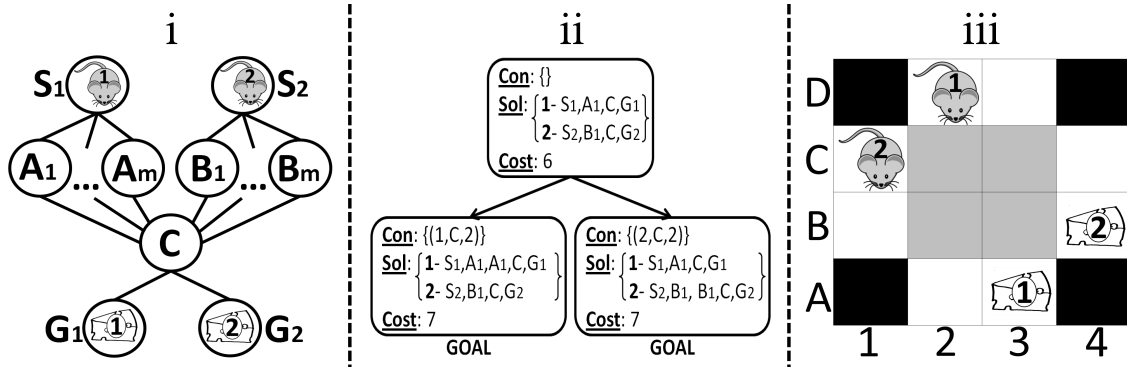 i
1
2
S1
S2
A1
...
Am
B1
...
Bm
C
G1
1
2
G2
ii
Con: {}
Sol: { 1- S1,A1,C,G1
2- S2,B1,C,G2 }
Cost: 6
Con: {(1,C,2)}
Sol: { 1- S1,A1,A1,C,G1
2- S2,B1,C,G2 }
Cost: 7
GOAL
Con: {(2,C,2)}
Sol: { 1- S1,A1,C,G1
2- S2,B1, B1,C,G2 }
Cost: 7
GOAL
iii
D
1
C
2
B
2
A
1
1 2 3 4